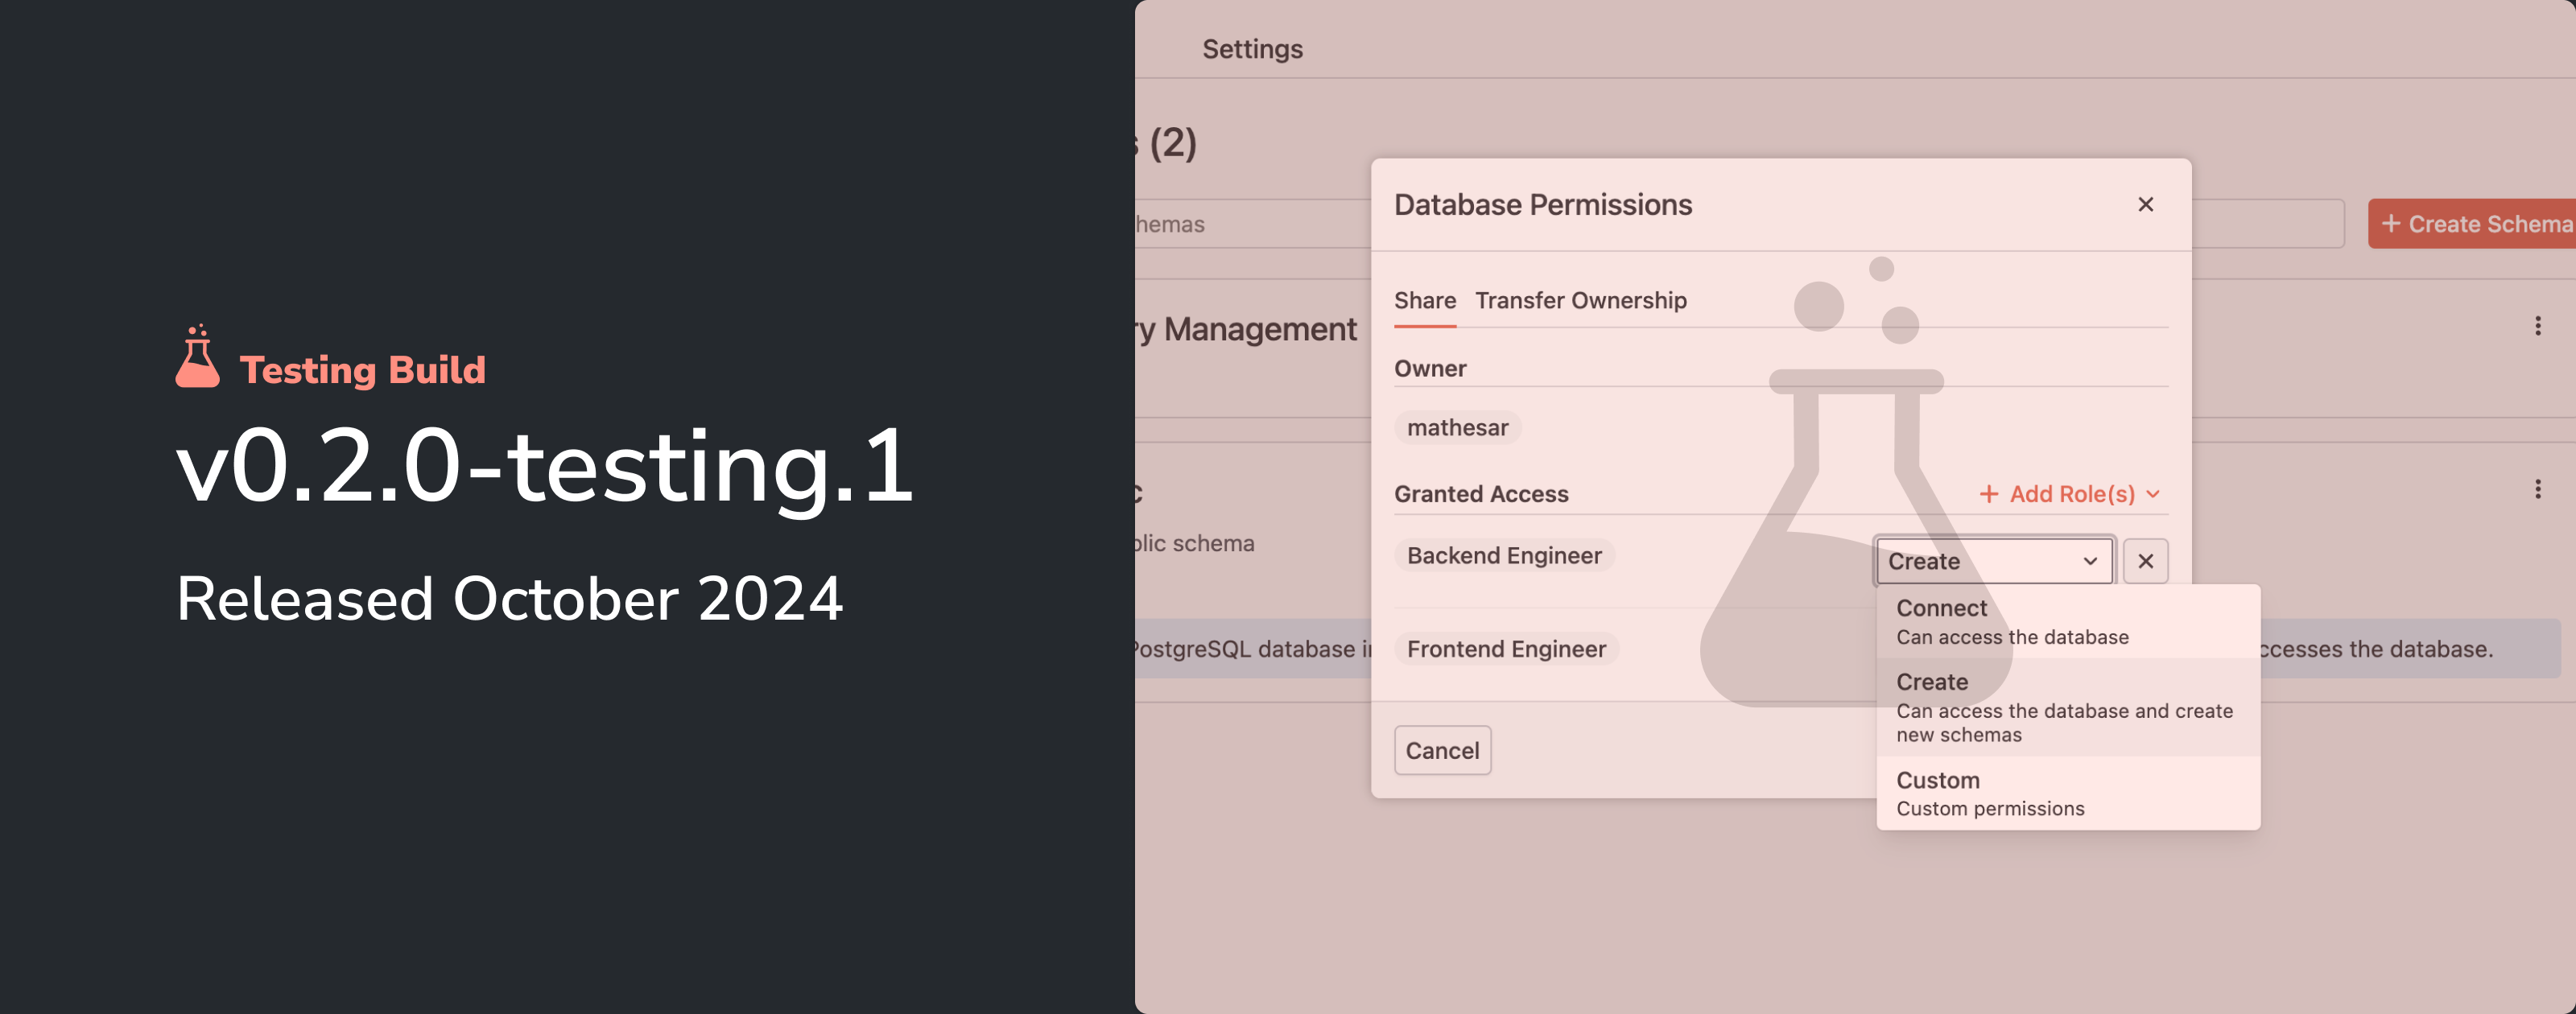 Testing Build
v0.2.0-testing.1
Released October 2024
Settings
(2)
Create Schema
Database Permissions
Share Transfer Ownership
ry Management
Owner
mathesar
Granted Access
+ Add Role(s)
blic schema
Backend Engineer
Create
Connect
Can access the database
PostgreSQL database
Frontend Engineer
the database.
Create
Can access the database and create
new schemas
Cancel
Custom
Custom permissions